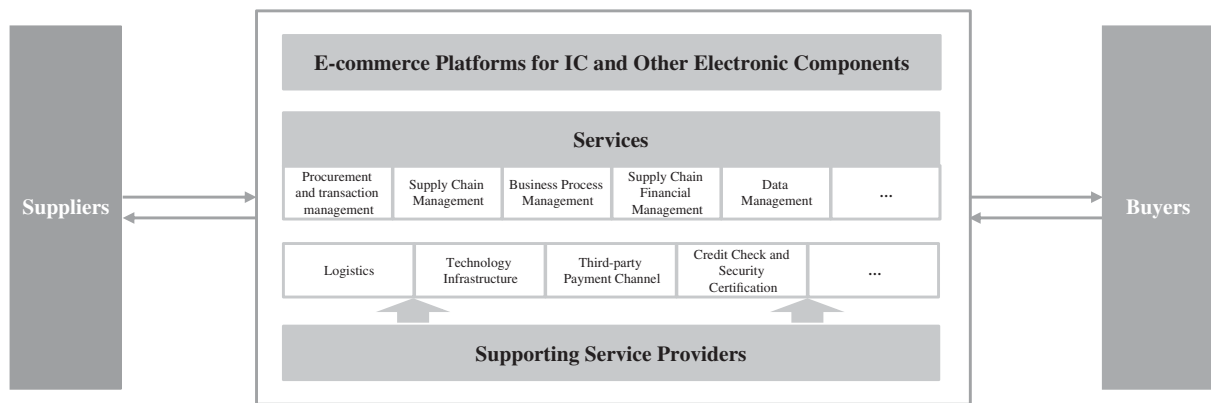 Suppliers
E-commerce Platforms for IC and Other Electronic Components
Services
Procurement
and transaction
management
Supply Chain
Management
Business Process
Management
Supply Chain
Financial
Management
Data
Management
...
Logistics
Technology
Infrastructure
Third-party
Payment Channel
Credit Check and
Security
Certification
...
Supporting Service Providers
Buyers